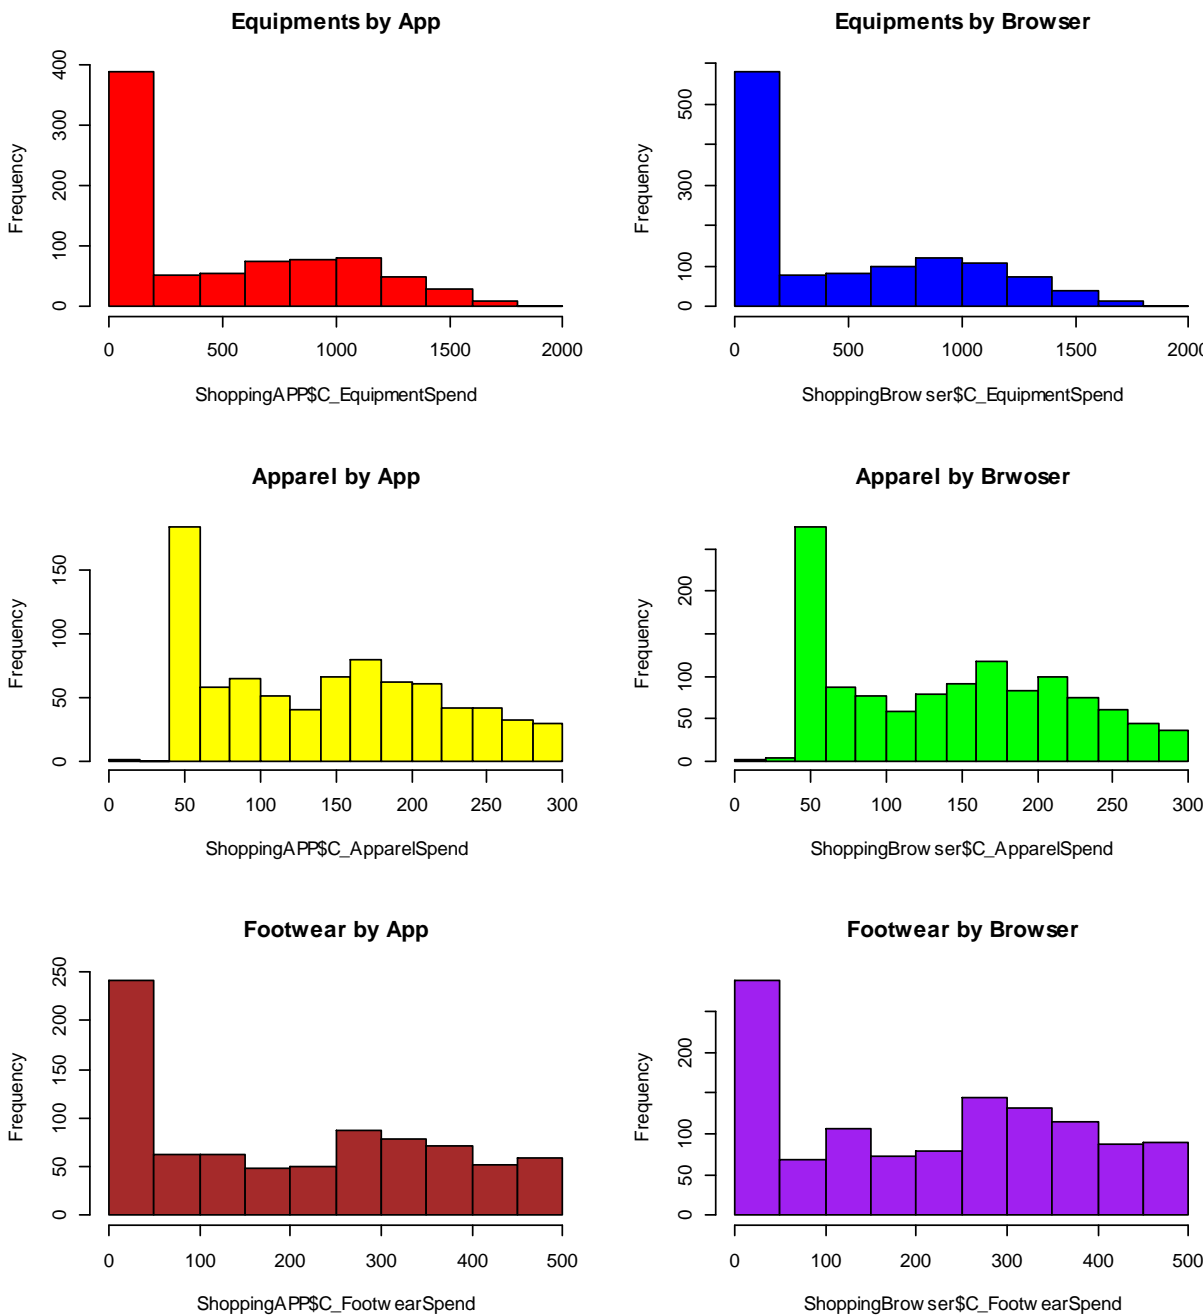 Equipments by App
Frequency
0 100 200 300 400
0 500 1000 1500 2000
ShoppingAPP$C_EquipmentSpend
Equipments by Browser
Frequency
0 100 300 500
0 500 1000 1500 2000
ShoppingBrowser$C_EquipmentSpend
Apparel by App
Frequency
0 50 100 150
0 50 100 150 200 250 300
ShoppingAPP$C_ApparelSpend
Apparel by Brwoser
Frequency
0 50 100 200
0 50 100 150 200 250 300
ShoppingBrowser$C_ApparelSpend
Footwear by App
Frequency
0 50 100 150 200 250
0 100 200 300 400 500
ShoppingAPP$C_FootwearSpend
Footwear by Browser
Frequency
0 50 100 200
0 100 200 300 400 500
ShoppingBrowser$C_FootwearSpend